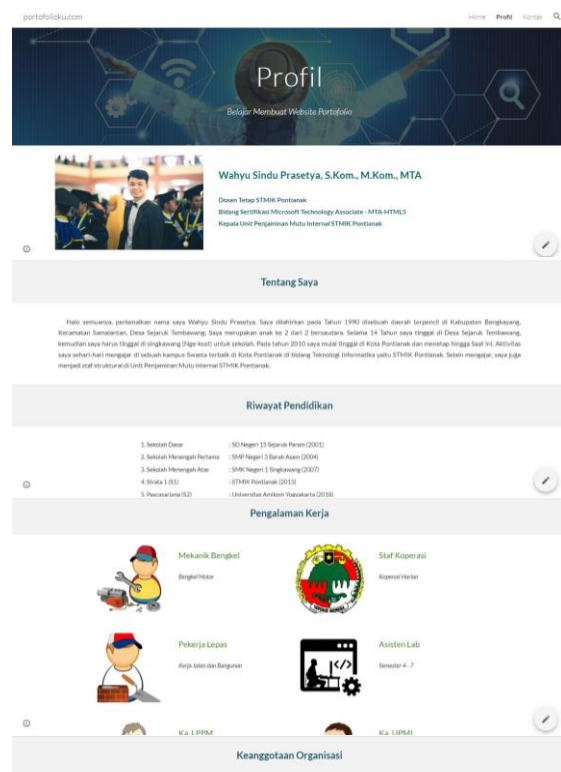 portofolioku.com
Home Profil Kontak
Profil
Belajar Membuat Website Portofolio
Wahyu Sindu Prasetya, S.Kom., M.Kom., MTA
Dosen Tetap STMIK Pontianak
Bidang Sertifikasi Microsoft Technology Associate - MTA-HTML5
Kepala Unit Penjaminan Mutu Internal STMIK Pontianak
Tentang Saya
Halo semuanya, perkenalkan nama saya Wahyu Sindu Prasetya. Saya dilahirkan pada Tahun 1990 disebuah daerah terpencil di Kabupaten Bengkayang,
Kecamatan Samalantan, Desa Sejaruk Tembawang. Saya merupakan anak ke 2 dari 2 bersaudara. Selama 14 Tahun saya tinggal di Desa Sejaruk Tembawang,
kemudian saya harus tinggal di singkawang (Nge-kost) untuk sekolah. Pada tahun 2010 saya mulai tinggal di Kota Pontianak dan menetap hingga Saat ini. Aktivitas
saya sehari-hari mengajar di sebuah kampus Swasta terbaik di Kota Pontianak di bidang Teknologi Informatika yaitu STMIK Pontianak. Selain mengajar, saya juga
menjadi staf struktural di Unit Penjaminan Mutu Internal STMIK Pontianak.
Riwayat Pendidikan
1. Sekolah Dasar : SD Negeri 15 Sejaruk Param (2001)
2. Sekolah Menengah Pertama : SMP Negeri 3 Barak Asam (2004)
3. Sekolah Menengah Atas : SMK Negeri 1 Singkawang (2007)
4. Strata 1 (S1) : STMIK Pontianak (2013)
5. Pascasarjana (S2) : Universitas Amikom Yogyakarta (2018)
Pengalaman Kerja
Mekanik Bengkel
Bengkel Motor
Staf Koperasi
Koperasi Harian
Pekerja Lepas
Kerja Jalan dan Bangunan
Asisten Lab
Semester 4 - 7
Ka. LPPM
Ka. UPMI
Keanggotaan Organisasi